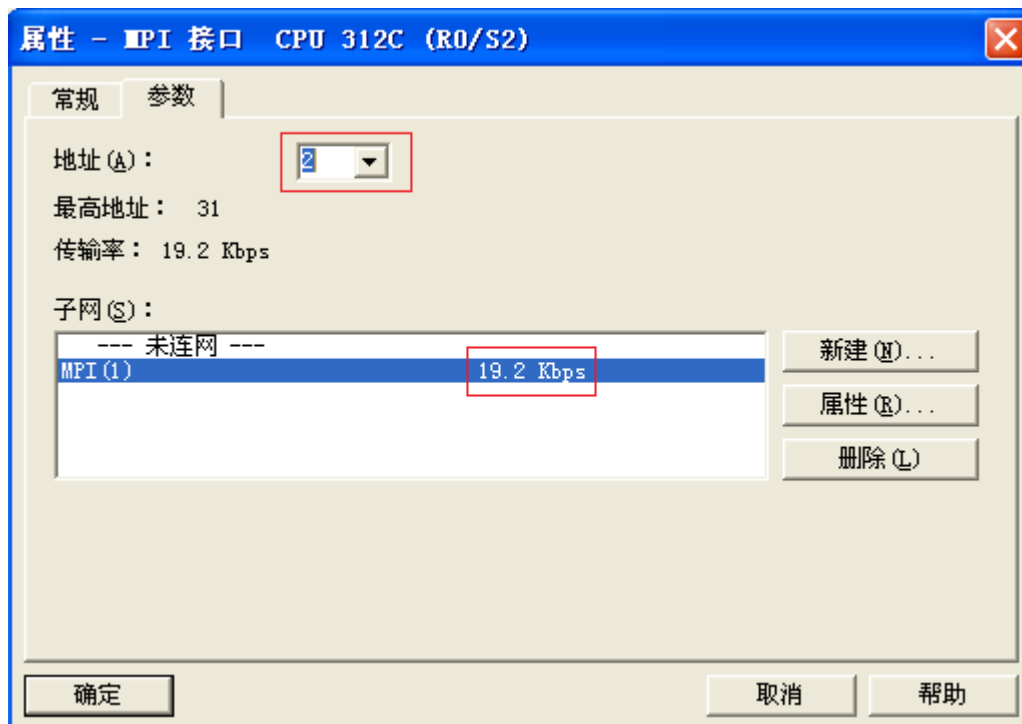 属性 - MPI 接口  CPU 312C (R0/S2)
常规 参数
地址(A): 2
最高地址: 31
传输率: 19.2 Kbps
子网(S):
--- 未连网 ---
MPI(1) 19.2 Kbps
新建(N)...
属性(R)...
删除(L)
确定 取消 帮助